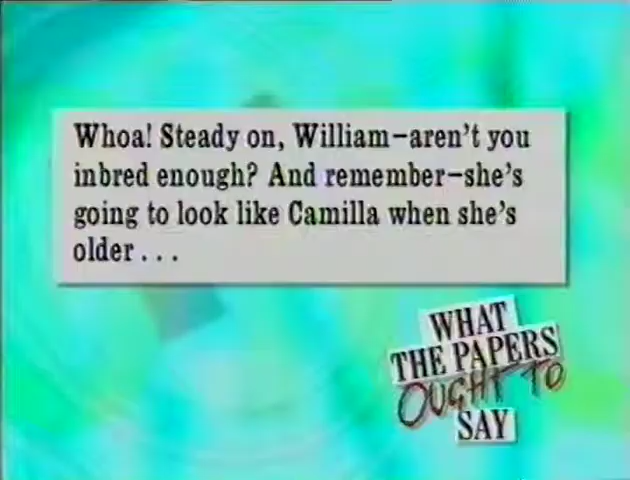 Whoa! Steady on, William–aren't you
inbred enough? And remember–she's
going to look like Camilla when she's
older . . .
WHAT
THE PAPERS
OUGHT TO
SAY